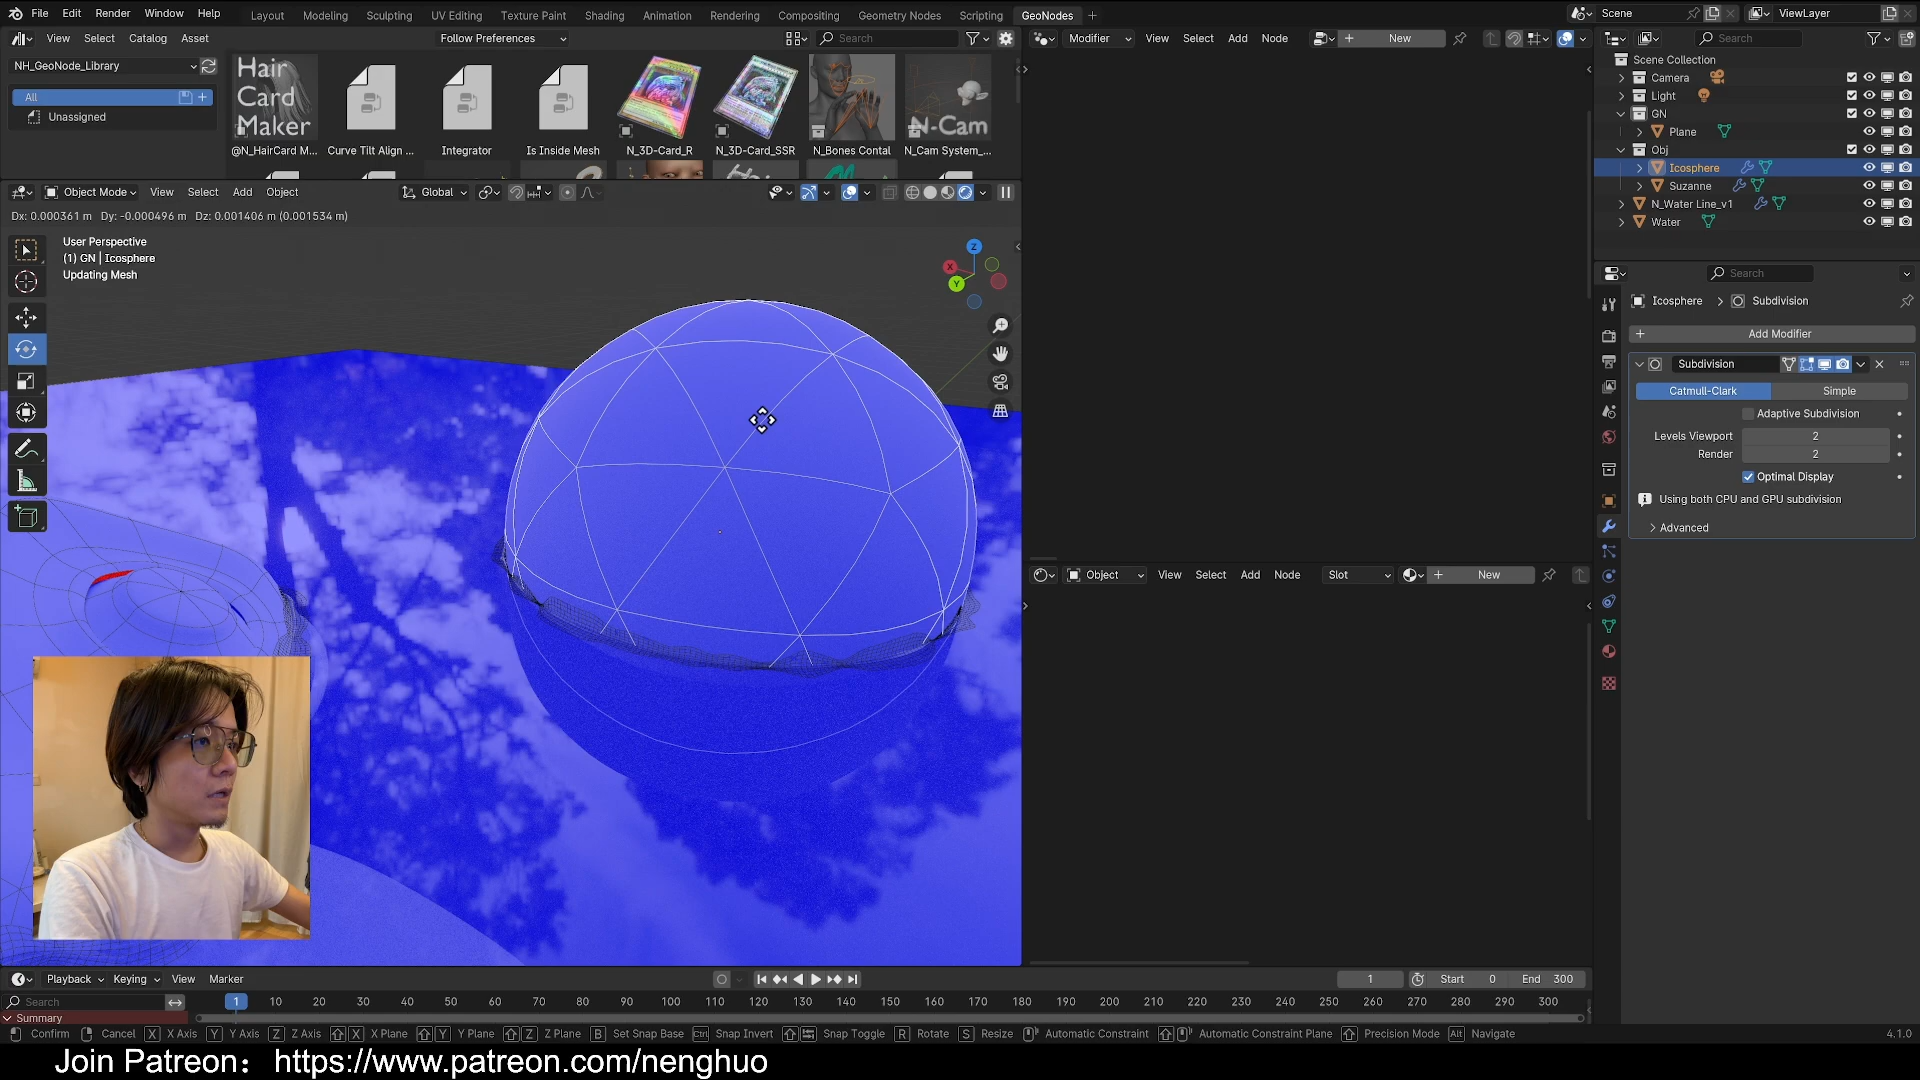 File Edit Render Window Help Layout Modeling Sculpting UV Editing Texture Paint Shading Animation Rendering Compositing Geometry Nodes Scripting GeoNodes Scene ViewLayer
View Select Catalog Asset Follow Preferences Search
NH_GeoNode_Library
All
Unassigned
Hair Card Maker
@N_HairCard M...
Curve Tilt Align ...
Integrator
Is Inside Mesh
N_3D-Card_R
N_3D-Card_SSR
N_Bones Contal
N-Cam
N_Cam System_...
Object Mode View Select Add Object Global
Dx: 0.000361 m Dy: -0.000496 m Dz: 0.001406 m (0.001534 m)
User Perspective
(1) GN | Icosphere
Updating Mesh
Z
X
Y
Modifier View Select Add Node New
Object View Select Add Node Slot New
Search
Scene Collection
Camera
Light
GN
Plane
Obj
Icosphere
Suzanne
N_Water Line_v1
Water
Search
Icosphere > Subdivision
Add Modifier
Subdivision
Catmull-Clark Simple
Adaptive Subdivision
Levels Viewport 2
Render 2
Optimal Display
Using both CPU and GPU subdivision
Advanced
Playback Keying View Marker 1 Start 0 End 300
Search 1 10 20 30 40 50 60 70 80 90 100 110 120 130 140 150 160 170 180 190 200 210 220 230 240 250 260 270 280 290 300
Summary
Confirm Cancel X X Axis Y Y Axis Z Z Axis X X Plane Y Y Plane Z Z Plane B Set Snap Base Ctrl Snap Invert Snap Toggle R Rotate S Resize Automatic Constraint Automatic Constraint Plane Precision Mode Alt Navigate 4.1.0
Join Patreon：https://www.patreon.com/nenghuo